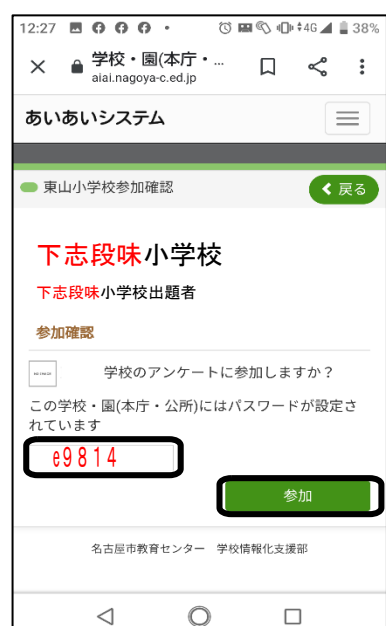 12:27
4G 38%
学校・園(本庁・...
aiai.nagoya-c.ed.jp
あいあいシステム
東山小学校参加確認
戻る
下志段味小学校
下志段味小学校出題者
参加確認
学校のアンケートに参加しますか？
この学校・園(本庁・公所)にはパスワードが設定さ
れています
e9814
参加
名古屋市教育センター 学校情報化支援部